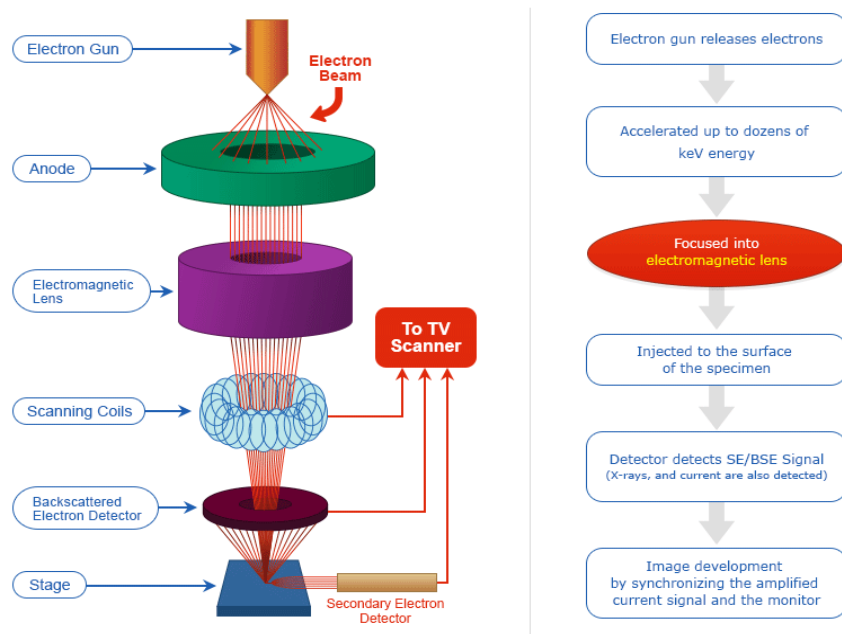 Electron Gun
Electron
Beam
Anode
Electromagnetic
Lens
To TV
Scanner
Scanning Coils
Backscattered
Electron Detector
Stage
Secondary Electron
Detector
Electron gun releases electrons
Accelerated up to dozens of
keV energy
Focused into
electromagnetic lens
Injected to the surface
of the specimen
Detector detects SE/BSE Signal
(X-rays, and current are also detected)
Image development
by synchronizing the amplified
current signal and the monitor